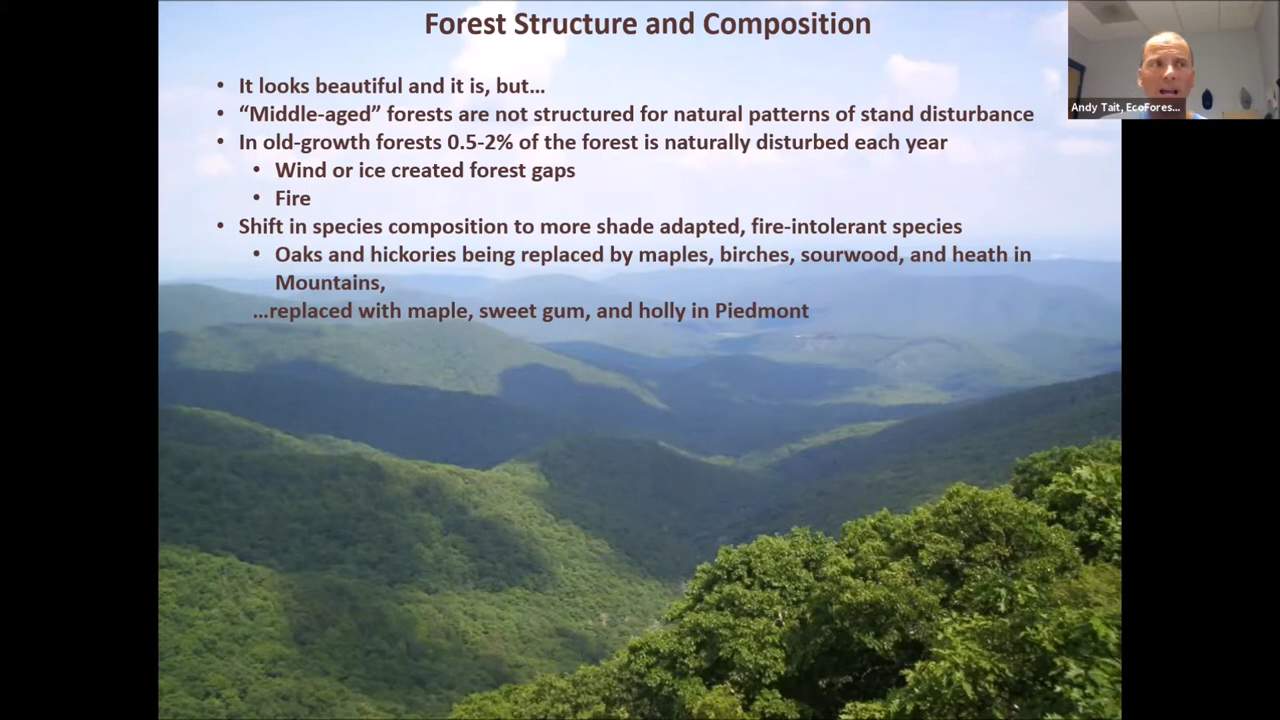 Forest Structure and Composition
• It looks beautiful and it is, but…
• “Middle-aged” forests are not structured for natural patterns of stand disturbance
• In old-growth forests 0.5-2% of the forest is naturally disturbed each year
• Wind or ice created forest gaps
• Fire
• Shift in species composition to more shade adapted, fire-intolerant species
• Oaks and hickories being replaced by maples, birches, sourwood, and heath in
Mountains,
…replaced with maple, sweet gum, and holly in Piedmont
Andy Tait, EcoFores...